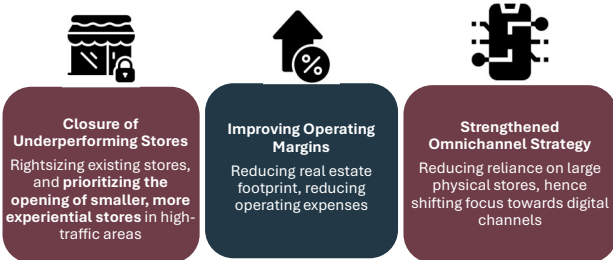 Closure of
Underperforming Stores
Rightsizing existing stores,
and prioritizing the
opening of smaller, more
experiential stores in high-
traffic areas
%
Improving Operating
Margins
Reducing real estate
footprint, reducing
operating expenses
Strengthened
Omnichannel Strategy
Reducing reliance on large
physical stores, hence
shifting focus towards digital
channels